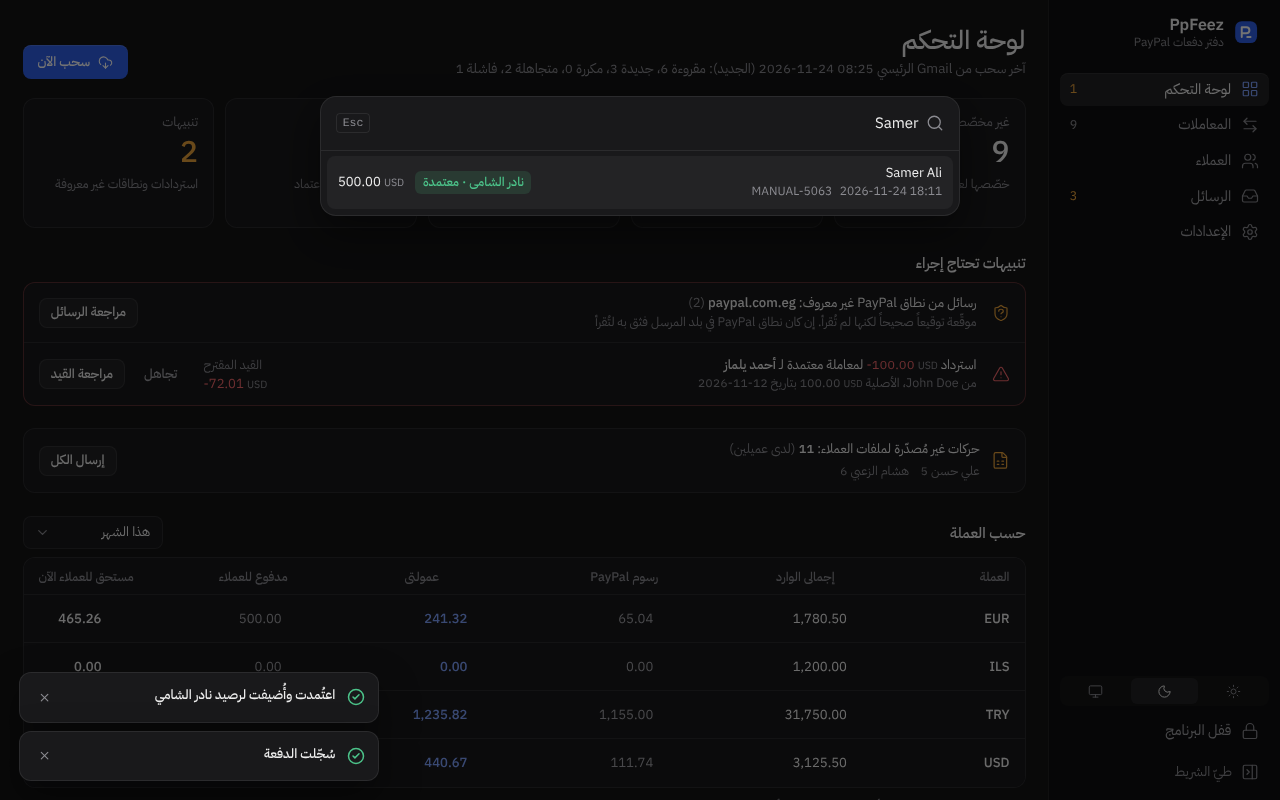 PpFeez
دفتر دفعات PayPal
لوحة التحكم 1
المعاملات 9
العملاء
الرسائل 3
الإعدادات
قفل البرنامج
طيّ الشريط
لوحة التحكم
آخر سحب من Gmail الرئيسي 2026-11-24 08:25 (الجديد): مقروءة 6، جديدة 3، مكررة 0، متجاهلة 2، فاشلة 1
سحب الآن
Samer
Esc
Samer Ali
MANUAL-5063 2026-11-24 18:11
نادر الشامي · معتمدة
500.00 USD
غير مخصّصة
9
خصّصها
اعتماد
تنبيهات
2
استردادات ونطاقات غير معروفة
تنبيهات تحتاج إجراء
رسائل من نطاق PayPal غير معروف: paypal.com.eg (2)
موقّعة توقيعاً صحيحاً لكنها لم تُقرأ. إن كان نطاق PayPal في بلد المرسل فثق به لتُقرأ
مراجعة الرسائل
استرداد -100.00 USD لمعاملة معتمدة لـ أحمد يلماز
من John Doe، الأصلية 100.00 USD بتاريخ 2026-11-12
القيد المقترح
-72.01 USD
تجاهل
مراجعة القيد
حركات غير مُصدّرة لملفات العملاء: 11 (لدى عميلين)
علي حسن 5 هشام الزعبي 6
إرسال الكل
حسب العملة
هذا الشهر
العملة إجمالي الوارد رسوم PayPal عمولتي مدفوع للعملاء مستحق للعملاء الآن
EUR 1,780.50 65.04 241.32 500.00 465.26
ILS 1,200.00 0.00 0.00 0.00 0.00
TRY 31,750.00 1,155.00 1,235.82
USD 3,125.50 111.74 440.67
اعتُمدت وأُضيفت لرصيد نادر الشامي
سُجّلت الدفعة